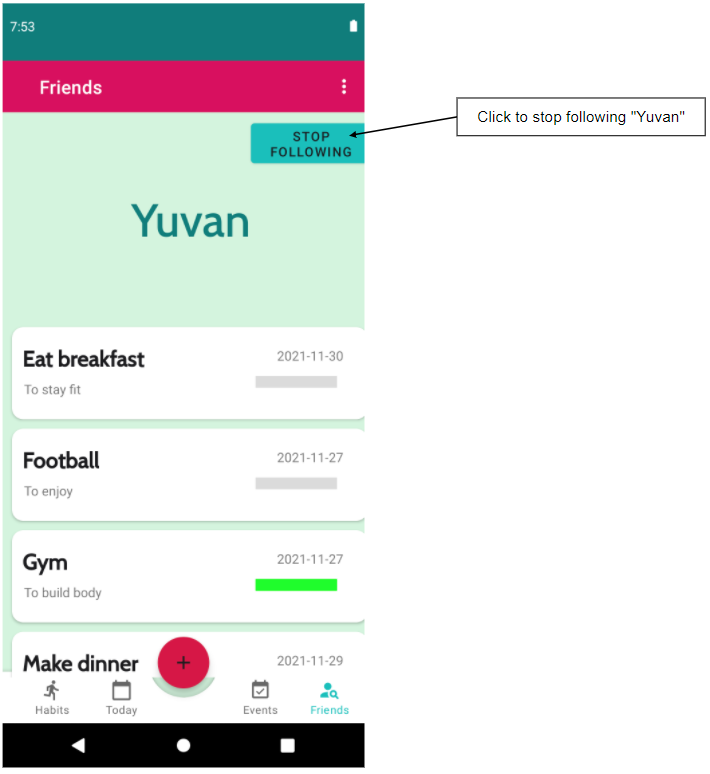 7:53
Friends
STOP
FOLLOWING
Click to stop following "Yuvan"
Yuvan
Eat breakfast
2021-11-30
To stay fit
Football
2021-11-27
To enjoy
Gym
2021-11-27
To build body
Make dinner
2021-11-29
Habits
Today
Events
Friends